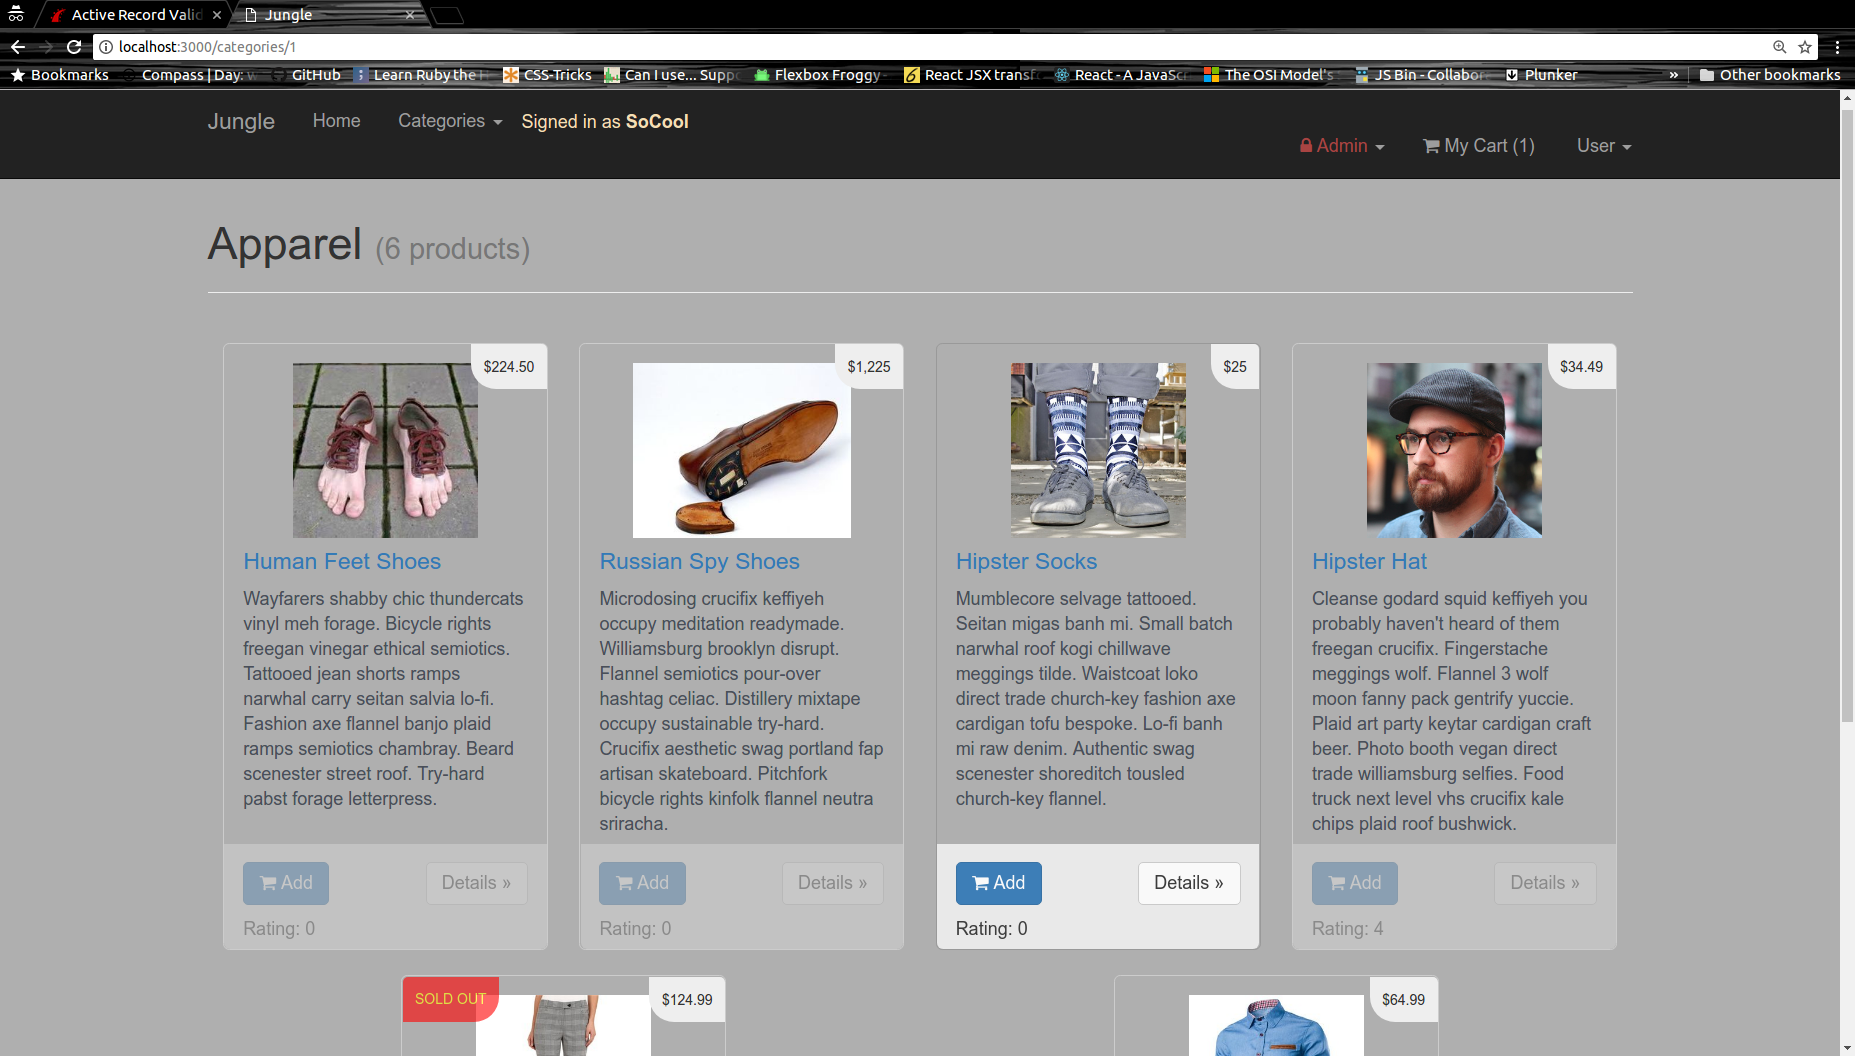 Active Record Valid
Jungle
localhost:3000/categories/1
Bookmarks
Compass | Day: w
GitHub
Learn Ruby the
CSS-Tricks
Can I use... Supp
Flexbox Froggy
React JSX transf
React - A JavaScr
The OSI Model's
JS Bin - Collabor
Plunker
»
Other bookmarks
Jungle
Home
Categories
Signed in as SoCool
Admin
My Cart (1)
User
Apparel (6 products)
$224.50
Human Feet Shoes
Wayfarers shabby chic thundercats
vinyl meh forage. Bicycle rights
freegan vinegar ethical semiotics.
Tattooed jean shorts ramps
narwhal carry seitan salvia lo-fi.
Fashion axe flannel banjo plaid
ramps semiotics chambray. Beard
scenester street roof. Try-hard
pabst forage letterpress.
Add
Details »
Rating: 0
$1,225
Russian Spy Shoes
Microdosing crucifix keffiyeh
occupy meditation readymade.
Williamsburg brooklyn disrupt.
Flannel semiotics pour-over
hashtag celiac. Distillery mixtape
occupy sustainable try-hard.
Crucifix aesthetic swag portland fap
artisan skateboard. Pitchfork
bicycle rights kinfolk flannel neutra
sriracha.
Add
Details »
Rating: 0
$25
Hipster Socks
Mumblecore selvage tattooed.
Seitan migas banh mi. Small batch
narwhal roof kogi chillwave
meggings tilde. Waistcoat loko
direct trade church-key fashion axe
cardigan tofu bespoke. Lo-fi banh
mi raw denim. Authentic swag
scenester shoreditch tousled
church-key flannel.
Add
Details »
Rating: 0
$34.49
Hipster Hat
Cleanse godard squid keffiyeh you
probably haven't heard of them
freegan crucifix. Fingerstache
meggings wolf. Flannel 3 wolf
moon fanny pack gentrify yuccie.
Plaid art party keytar cardigan craft
beer. Photo booth vegan direct
trade williamsburg selfies. Food
truck next level vhs crucifix kale
chips plaid roof bushwick.
Add
Details »
Rating: 4
SOLD OUT
$124.99
$64.99